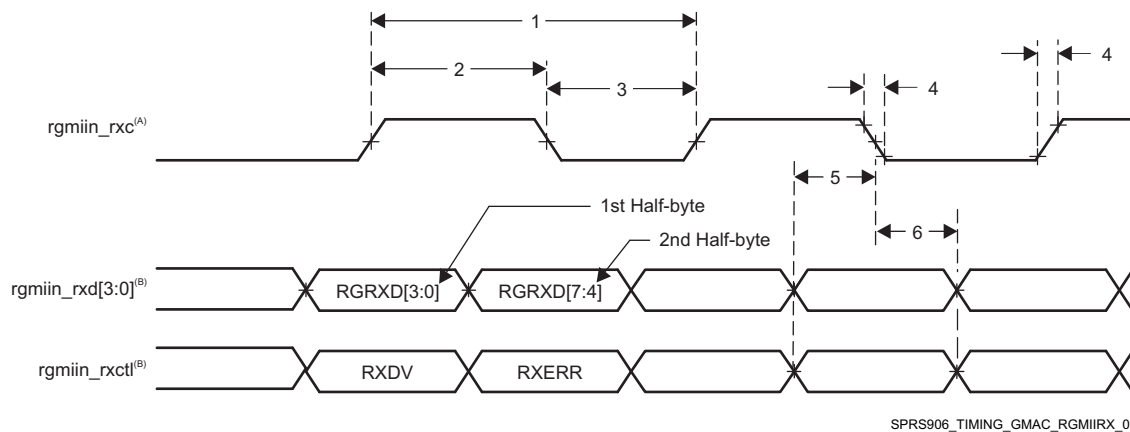 1
2
3
4
4
rgmiin_rxc(A)
5
1st Half-byte
6
2nd Half-byte
rgmiin_rxd[3:0](B)
RGRXD[3:0]
RGRXD[7:4]
rgmiin_rxctl(B)
RXDV
RXERR
SPRS906_TIMING_GMAC_RGMIIRX_0